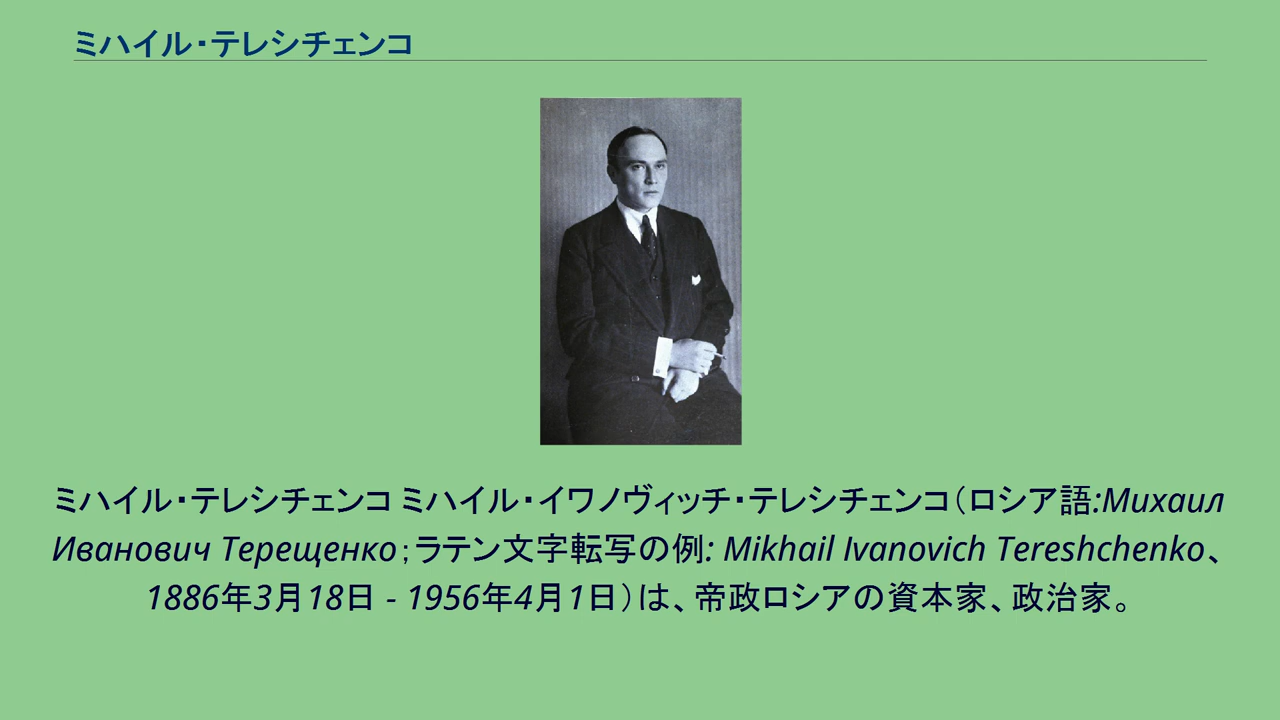 ミハイル・テレシチェンコ
ミハイル・テレシチェンコ ミハイル・イワノヴィッチ・テレシチェンコ（ロシア語:Михаил
Иванович Терещенко；ラテン文字転写の例: Mikhail Ivanovich Tereshchenko、
1886年3月18日 - 1956年4月1日）は、帝政ロシアの資本家、政治家。